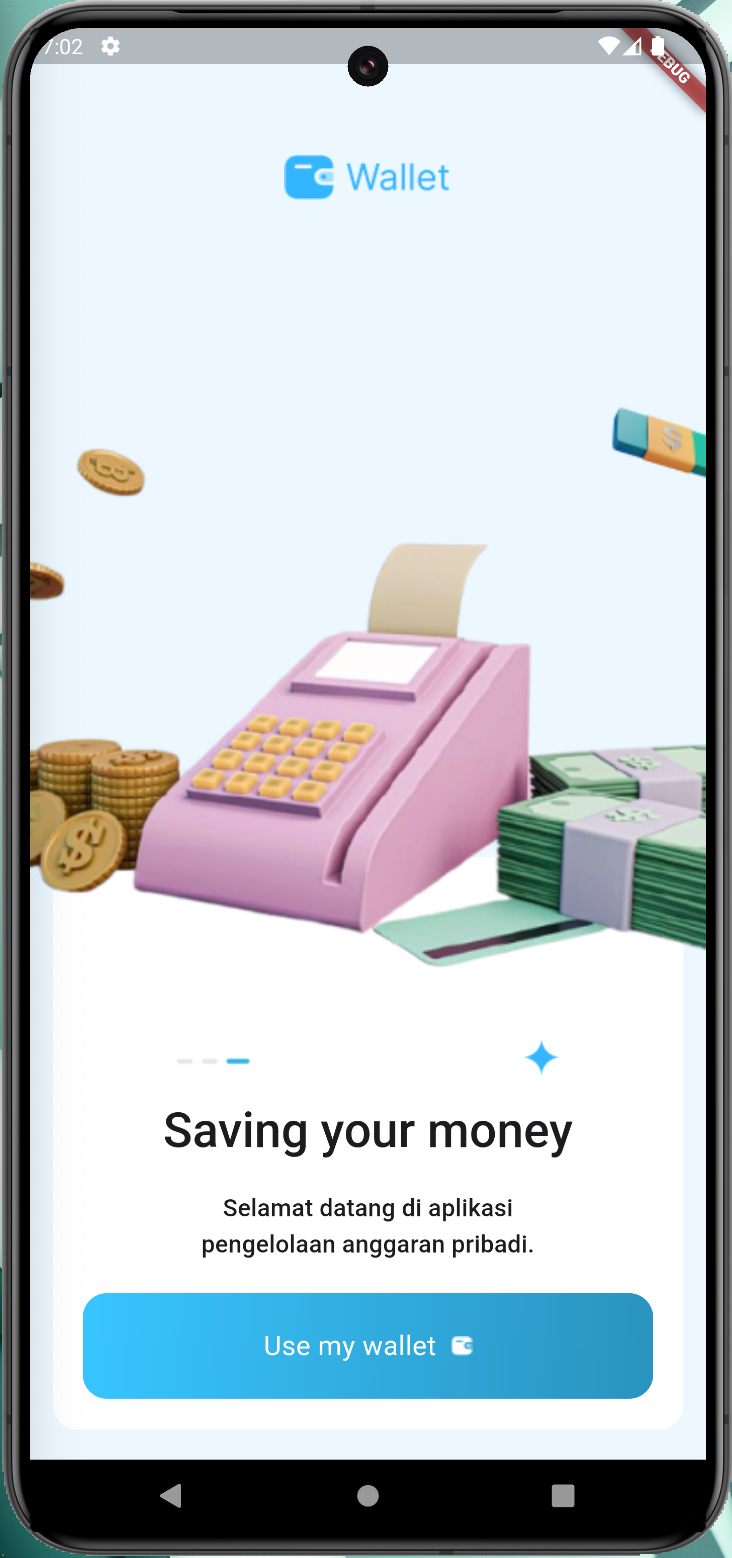 7:02
DEBUG
Wallet
Saving your money
Selamat datang di aplikasi
pengelolaan anggaran pribadi.
Use my wallet